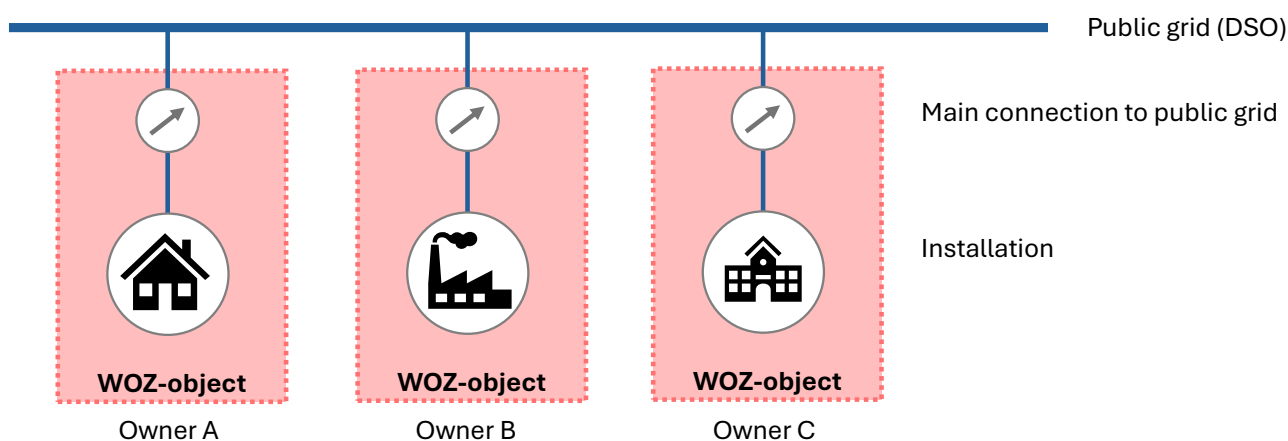 Public grid (DSO)
Main connection to public grid
Installation
WOZ-object
WOZ-object
WOZ-object
Owner A
Owner B
Owner C